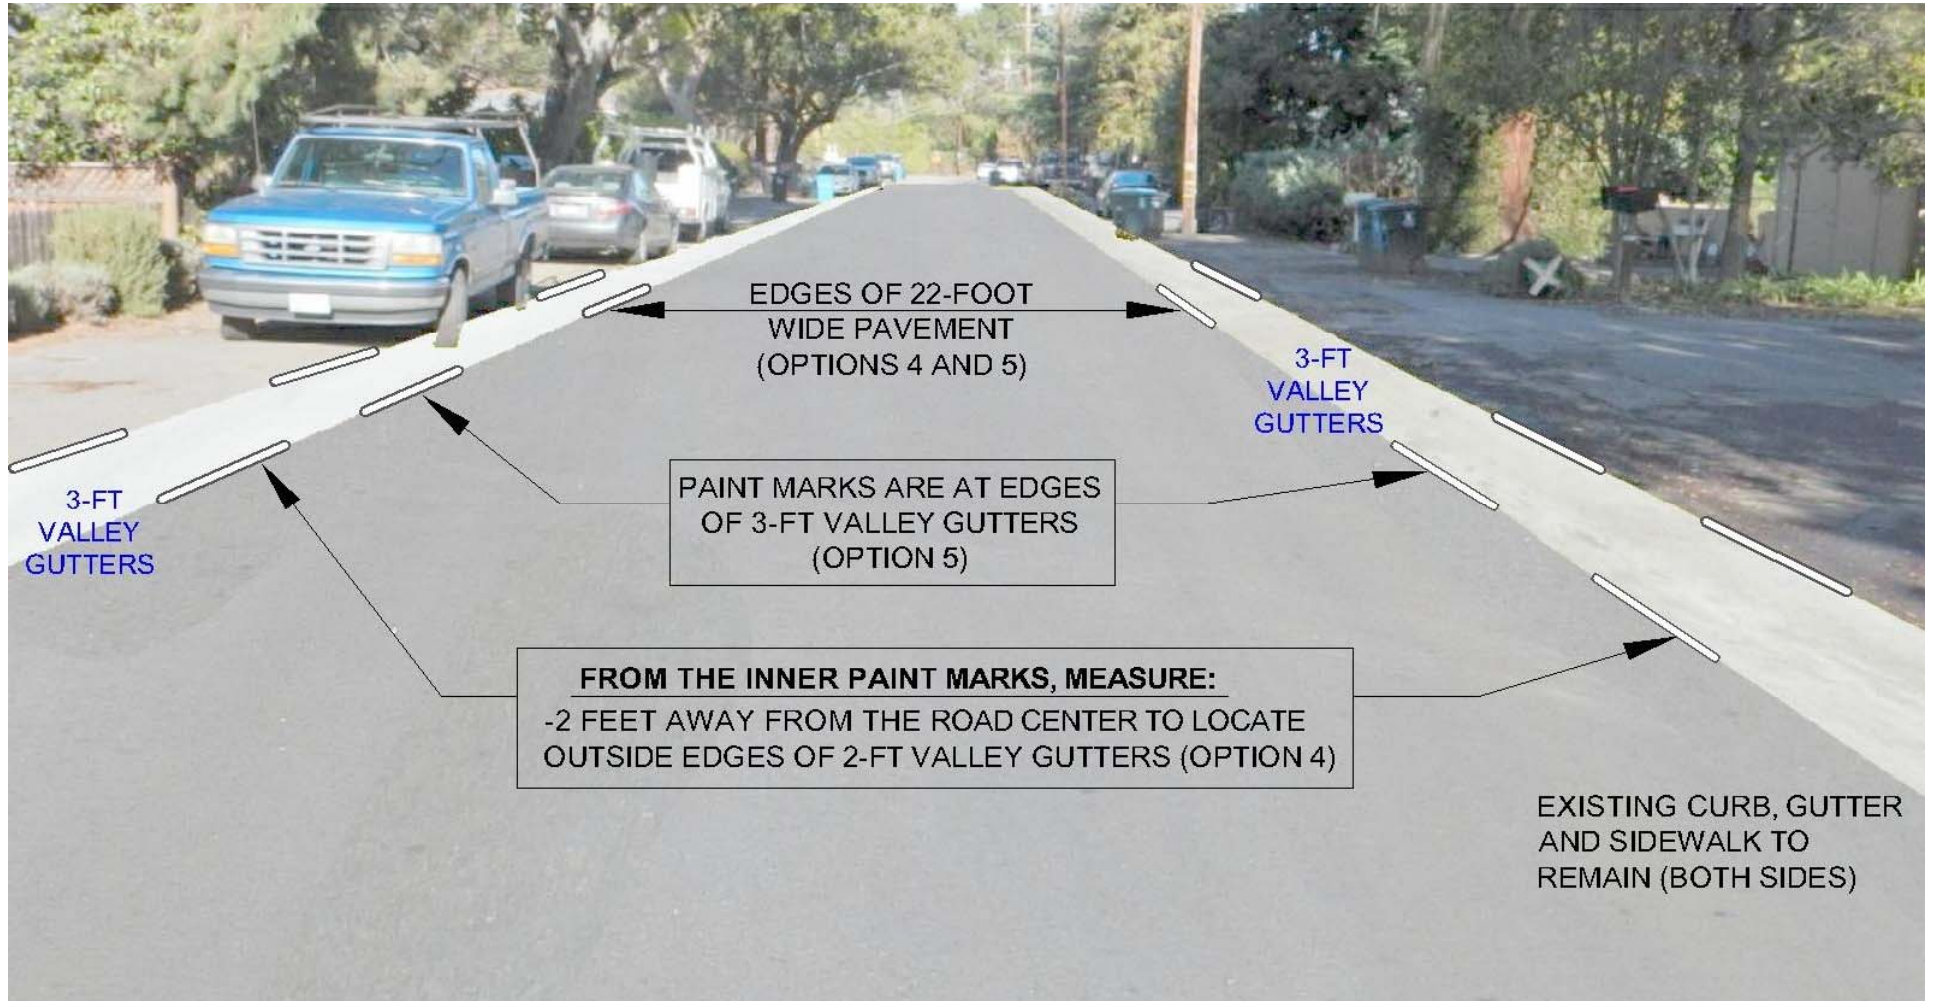 EDGES OF 22-FOOT
WIDE PAVEMENT
(OPTIONS 4 AND 5)
3-FT
VALLEY
GUTTERS
PAINT MARKS ARE AT EDGES
OF 3-FT VALLEY GUTTERS
(OPTION 5)
3-FT
VALLEY
GUTTERS
FROM THE INNER PAINT MARKS, MEASURE:
-2 FEET AWAY FROM THE ROAD CENTER TO LOCATE
OUTSIDE EDGES OF 2-FT VALLEY GUTTERS (OPTION 4)
EXISTING CURB, GUTTER
AND SIDEWALK TO
REMAIN (BOTH SIDES)